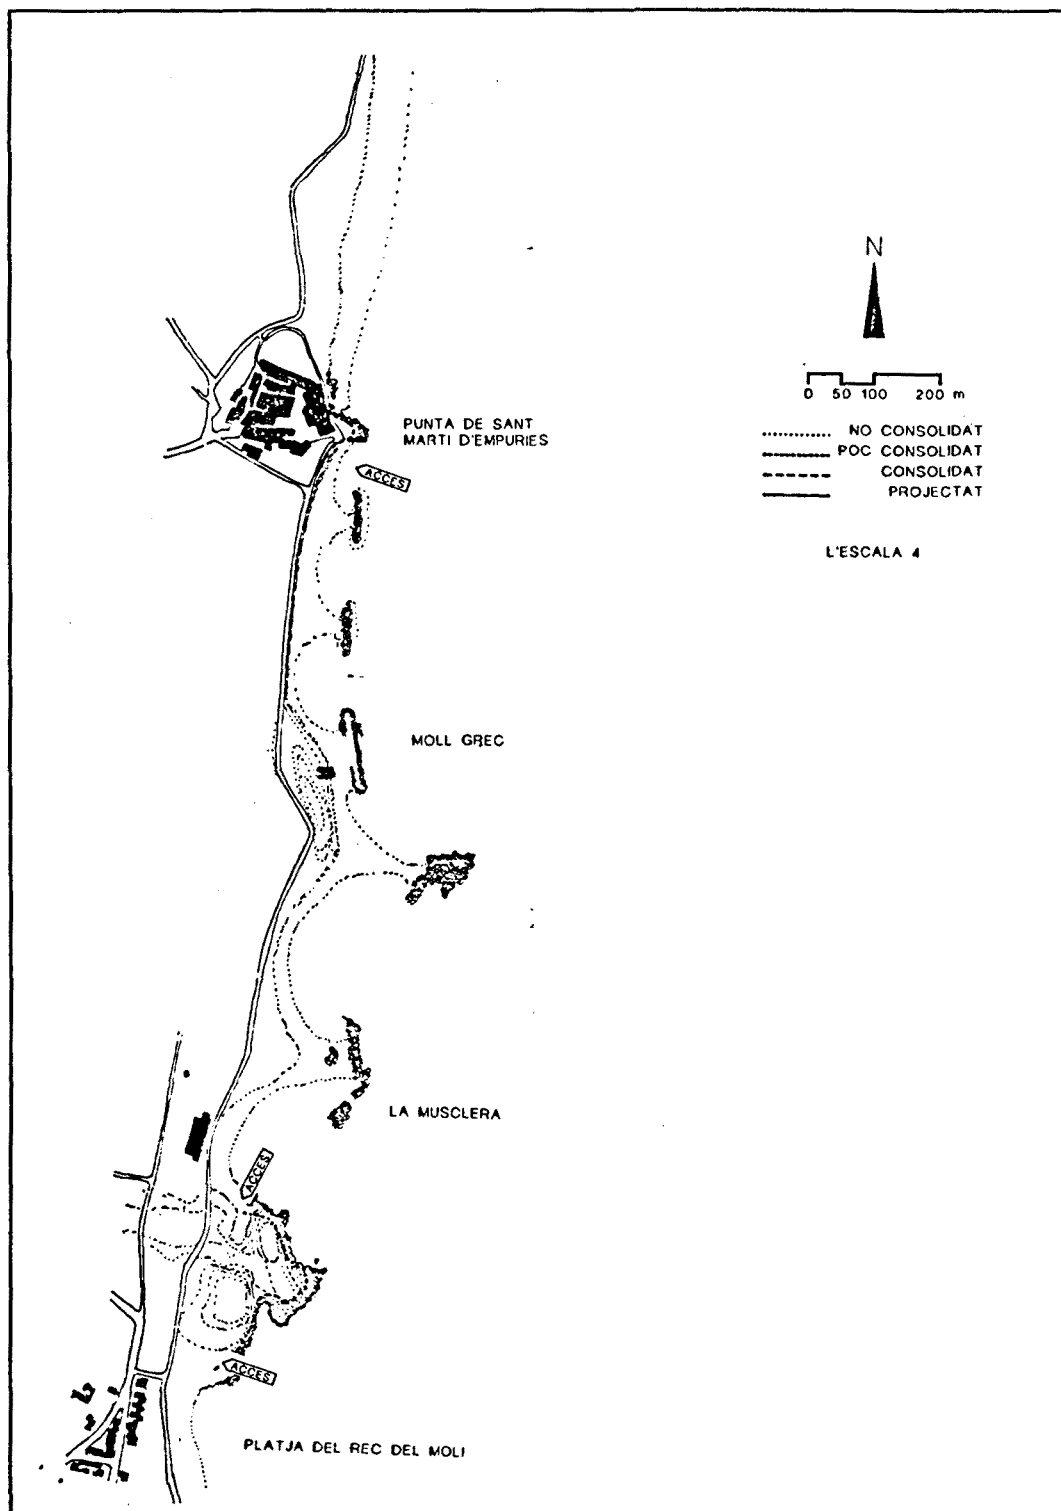 N
0 50 100 200 m
NO CONSOLIDAT
POC CONSOLIDAT
CONSOLIDAT
PROJECTAT
L'ESCALA 4
PUNTA DE SANT
MARTI D'EMPURIES
ACCES
MOLL GREC
LA MUSCLERA
ACCES
ACCES
PLATJA DEL REC DEL MOLI